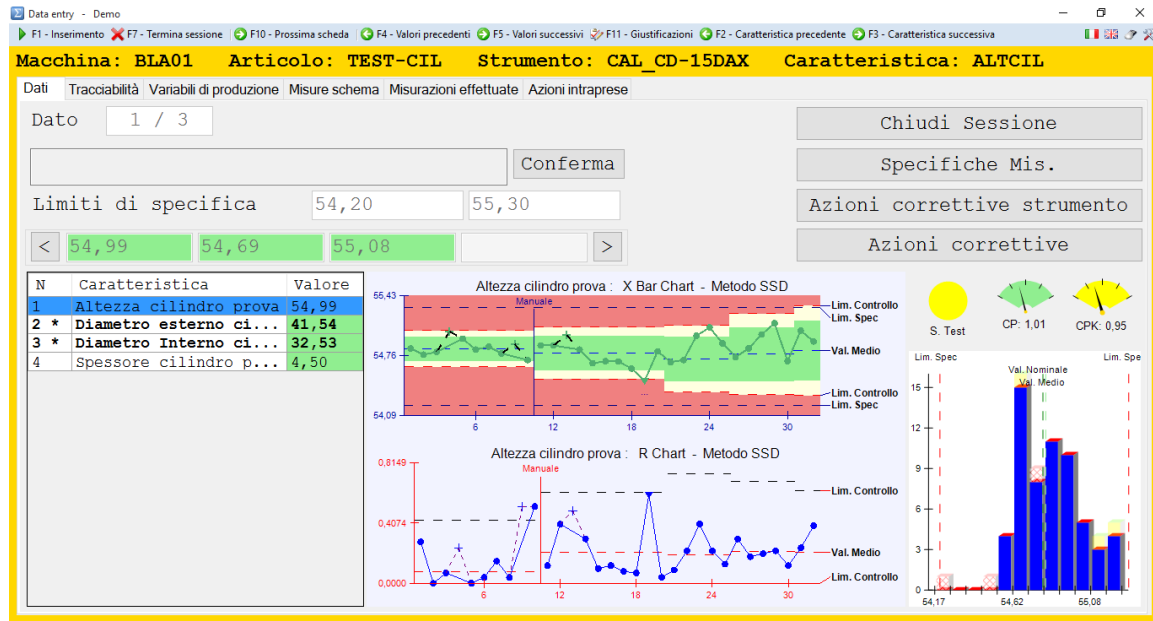 Data entry - Demo
F1 - Inserimento F7 - Termina sessione F10 - Prossima scheda F4 - Valori precedenti F5 - Valori successivi F11 - Giustificazioni F2 - Caratteristica precedente F3 - Caratteristica successiva
Macchina: BLA01 Articolo: TEST-CIL Strumento: CAL_CD-15DAX Caratteristica: ALTCIL
Dati Tracciabilità Variabili di produzione Misure schema Misurazioni effettuate Azioni intraprese
Dato 1 / 3
Conferma
Limiti di specifica 54,20 55,30
< 54,99 54,69 55,08 >
Chiudi Sessione
Specifiche Mis.
Azioni correttive strumento
Azioni correttive
N Caratteristica Valore
1 Altezza cilindro prova 54,99
2 * Diametro esterno ci... 41,54
3 * Diametro Interno ci... 32,53
4 Spessore cilindro p... 4,50
Altezza cilindro prova : X Bar Chart - Metodo SSD
55,43
Manuale
Lim. Controllo
Lim. Spec
54,76
Val. Medio
Lim. Controllo
Lim. Spec
54,09
6 12 18 24 30
Altezza cilindro prova : R Chart - Metodo SSD
0,8149
Manuale
Lim. Controllo
0,4074
Val. Medio
Lim. Controllo
0,0000
6 12 18 24 30
S. Test CP: 1,01 CPK: 0,95
Lim. Spec Lim. Spe
Val. Nominale
Val. Medio
15
12
9
6
3
0
54,17 54,62 55,08